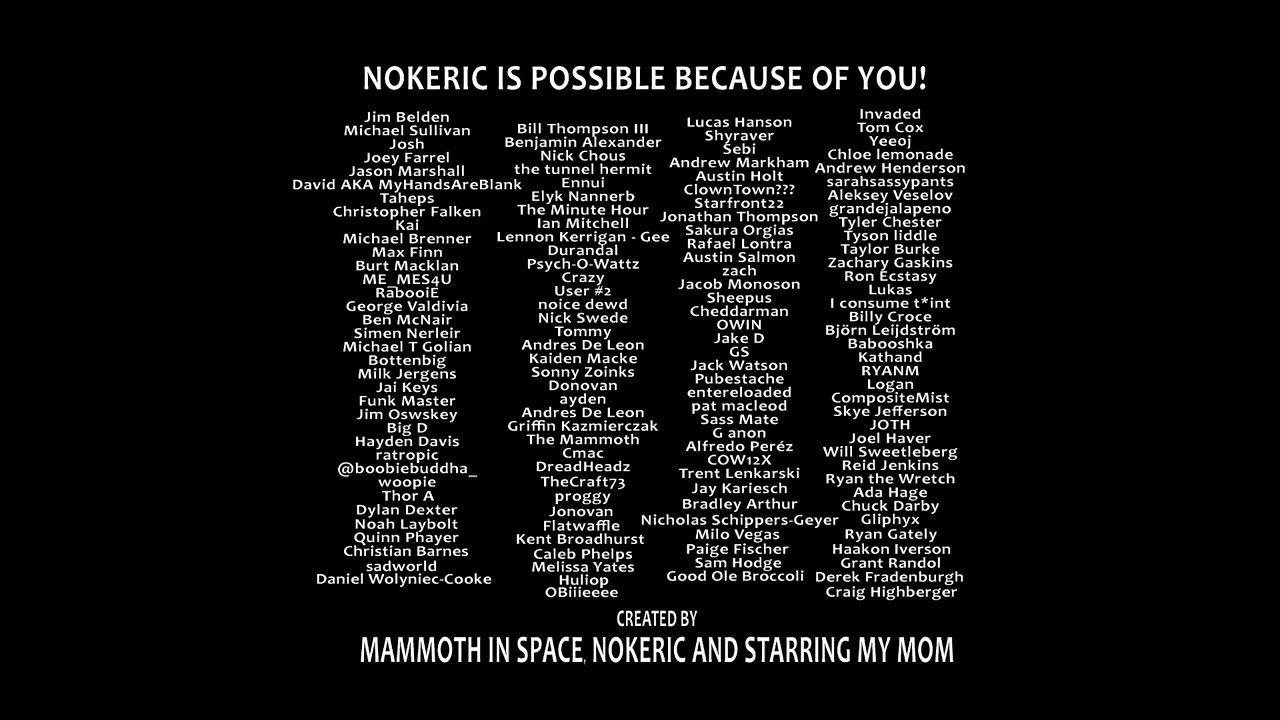 NOKERIC IS POSSIBLE BECAUSE OF YOU!
Jim Belden
Michael Sullivan
Josh
Joey Farrel
Jason Marshall
David AKA MyHandsAreBlank
Taheps
Christopher Falken
Kai
Michael Brenner
Max Finn
Burt Macklan
ME_MES4U
RabooiE
George Valdivia
Ben McNair
Simen Nerleir
Michael T Golian
Bottenbig
Milk Jergens
Jai Keys
Funk Master
Jim Oswskey
Big D
Hayden Davis
ratropic
@boobiebuddha_
woopie
Thor A
Dylan Dexter
Noah Laybolt
Quinn Phayer
Christian Barnes
sadworld
Daniel Wolyniec-Cooke
Bill Thompson III
Benjamin Alexander
Nick Chous
the tunnel hermit
Ennui
Elyk Nannerb
The Minute Hour
Ian Mitchell
Lennon Kerrigan - Gee
Durandal
Psych-O-Wattz
Crazy
User #2
noice dewd
Nick Swede
Tommy
Andres De Leon
Kaiden Macke
Sonny Zoinks
Donovan
ayden
Andres De Leon
Griffin Kazmierczak
The Mammoth
Cmac
DreadHeadz
TheCraft73
proggy
Jonovan
Flatwaffle
Kent Broadhurst
Caleb Phelps
Melissa Yates
Huliop
OBiiieeee
Lucas Hanson
Shyraver
Sebi
Andrew Markham
Austin Holt
ClownTown???
Starfront22
Jonathan Thompson
Sakura Orgias
Rafael Lontra
Austin Salmon
zach
Jacob Monoson
Sheepus
Cheddarman
OWIN
Jake D
GS
Jack Watson
Pubestache
entereloaded
pat macleod
Sass Mate
G anon
Alfredo Peréz
COW12X
Trent Lenkarski
Jay Kariesch
Bradley Arthur
Nicholas Schippers-Geyer
Milo Vegas
Paige Fischer
Sam Hodge
Good Ole Broccoli
Invaded
Tom Cox
Yeeoj
Chloe lemonade
Andrew Henderson
sarahsassypants
Aleksey Veselov
grandejalapeno
Tyler Chester
Tyson liddle
Taylor Burke
Zachary Gaskins
Ron Ecstasy
Lukas
I consume t*int
Billy Croce
Björn Leijdström
Babooshka
Kathand
RYANM
Logan
CompositeMist
Skye Jefferson
JOTH
Joel Haver
Will Sweetleberg
Reid Jenkins
Ryan the Wretch
Ada Hage
Chuck Darby
Gliphyx
Ryan Gately
Haakon Iverson
Grant Randol
Derek Fradenburgh
Craig Highberger
CREATED BY
MAMMOTH IN SPACE, NOKERIC AND STARRING MY MOM